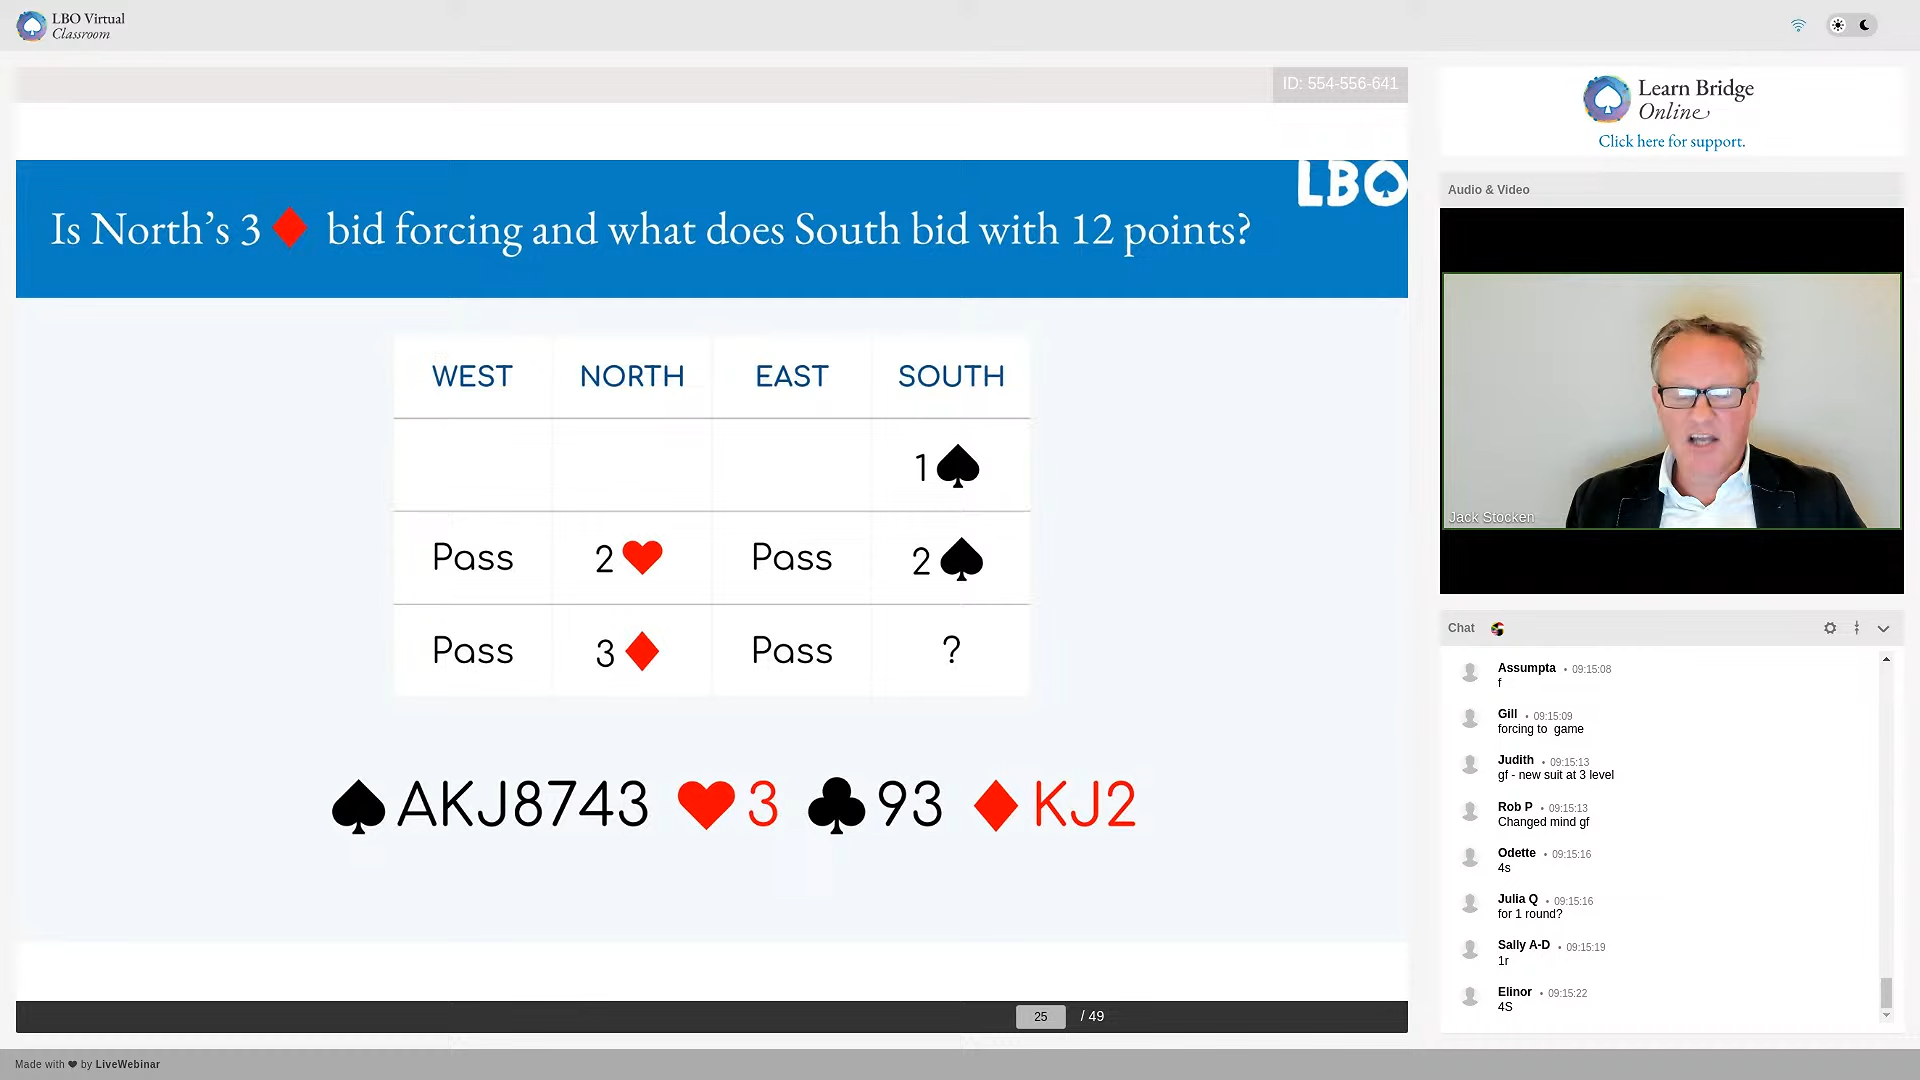 LBO Virtual
Classroom
ID: 554-556-641
LBO
Is North's 3♦ bid forcing and what does South bid with 12 points?
WEST NORTH EAST SOUTH
1♠
Pass 2♥ Pass 2♠
Pass 3♦ Pass ?
♠AKJ8743 ♥3 ♣93 ♦KJ2
25 / 49
Learn Bridge
Online
Click here for support.
Audio & Video
Jack Stocken
Chat
Assumpta • 09:15:08
f
Gill • 09:15:09
forcing to game
Judith • 09:15:13
gf - new suit at 3 level
Rob P • 09:15:13
Changed mind gf
Odette • 09:15:16
4s
Julia Q • 09:15:16
for 1 round?
Sally A-D • 09:15:19
1r
Elinor • 09:15:22
4S
Made with ❤ by LiveWebinar